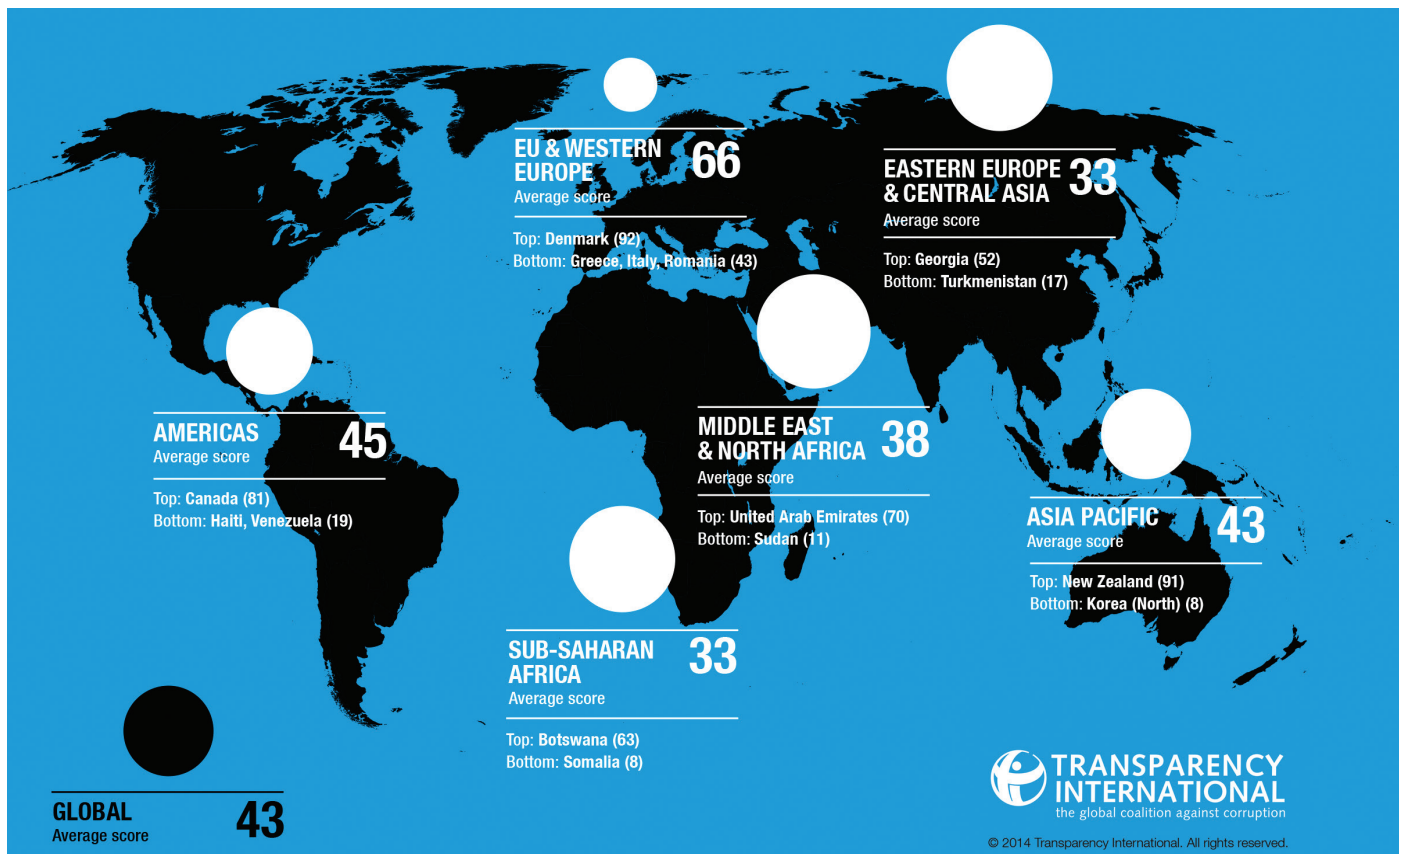 EU & WESTERN
EUROPE
66
Average score
Top: Denmark (92)
Bottom: Greece, Italy, Romania (43)
EASTERN EUROPE
& CENTRAL ASIA
33
Average score
Top: Georgia (52)
Bottom: Turkmenistan (17)
AMERICAS
45
Average score
Top: Canada (81)
Bottom: Haiti, Venezuela (19)
MIDDLE EAST
& NORTH AFRICA
38
Average score
Top: United Arab Emirates (70)
Bottom: Sudan (11)
ASIA PACIFIC
43
Average score
Top: New Zealand (91)
Bottom: Korea (North) (8)
SUB-SAHARAN
AFRICA
33
Average score
Top: Botswana (63)
Bottom: Somalia (8)
GLOBAL
43
Average score
TRANSPARENCY
INTERNATIONAL
the global coalition against corruption
© 2014 Transparency International. All rights reserved.